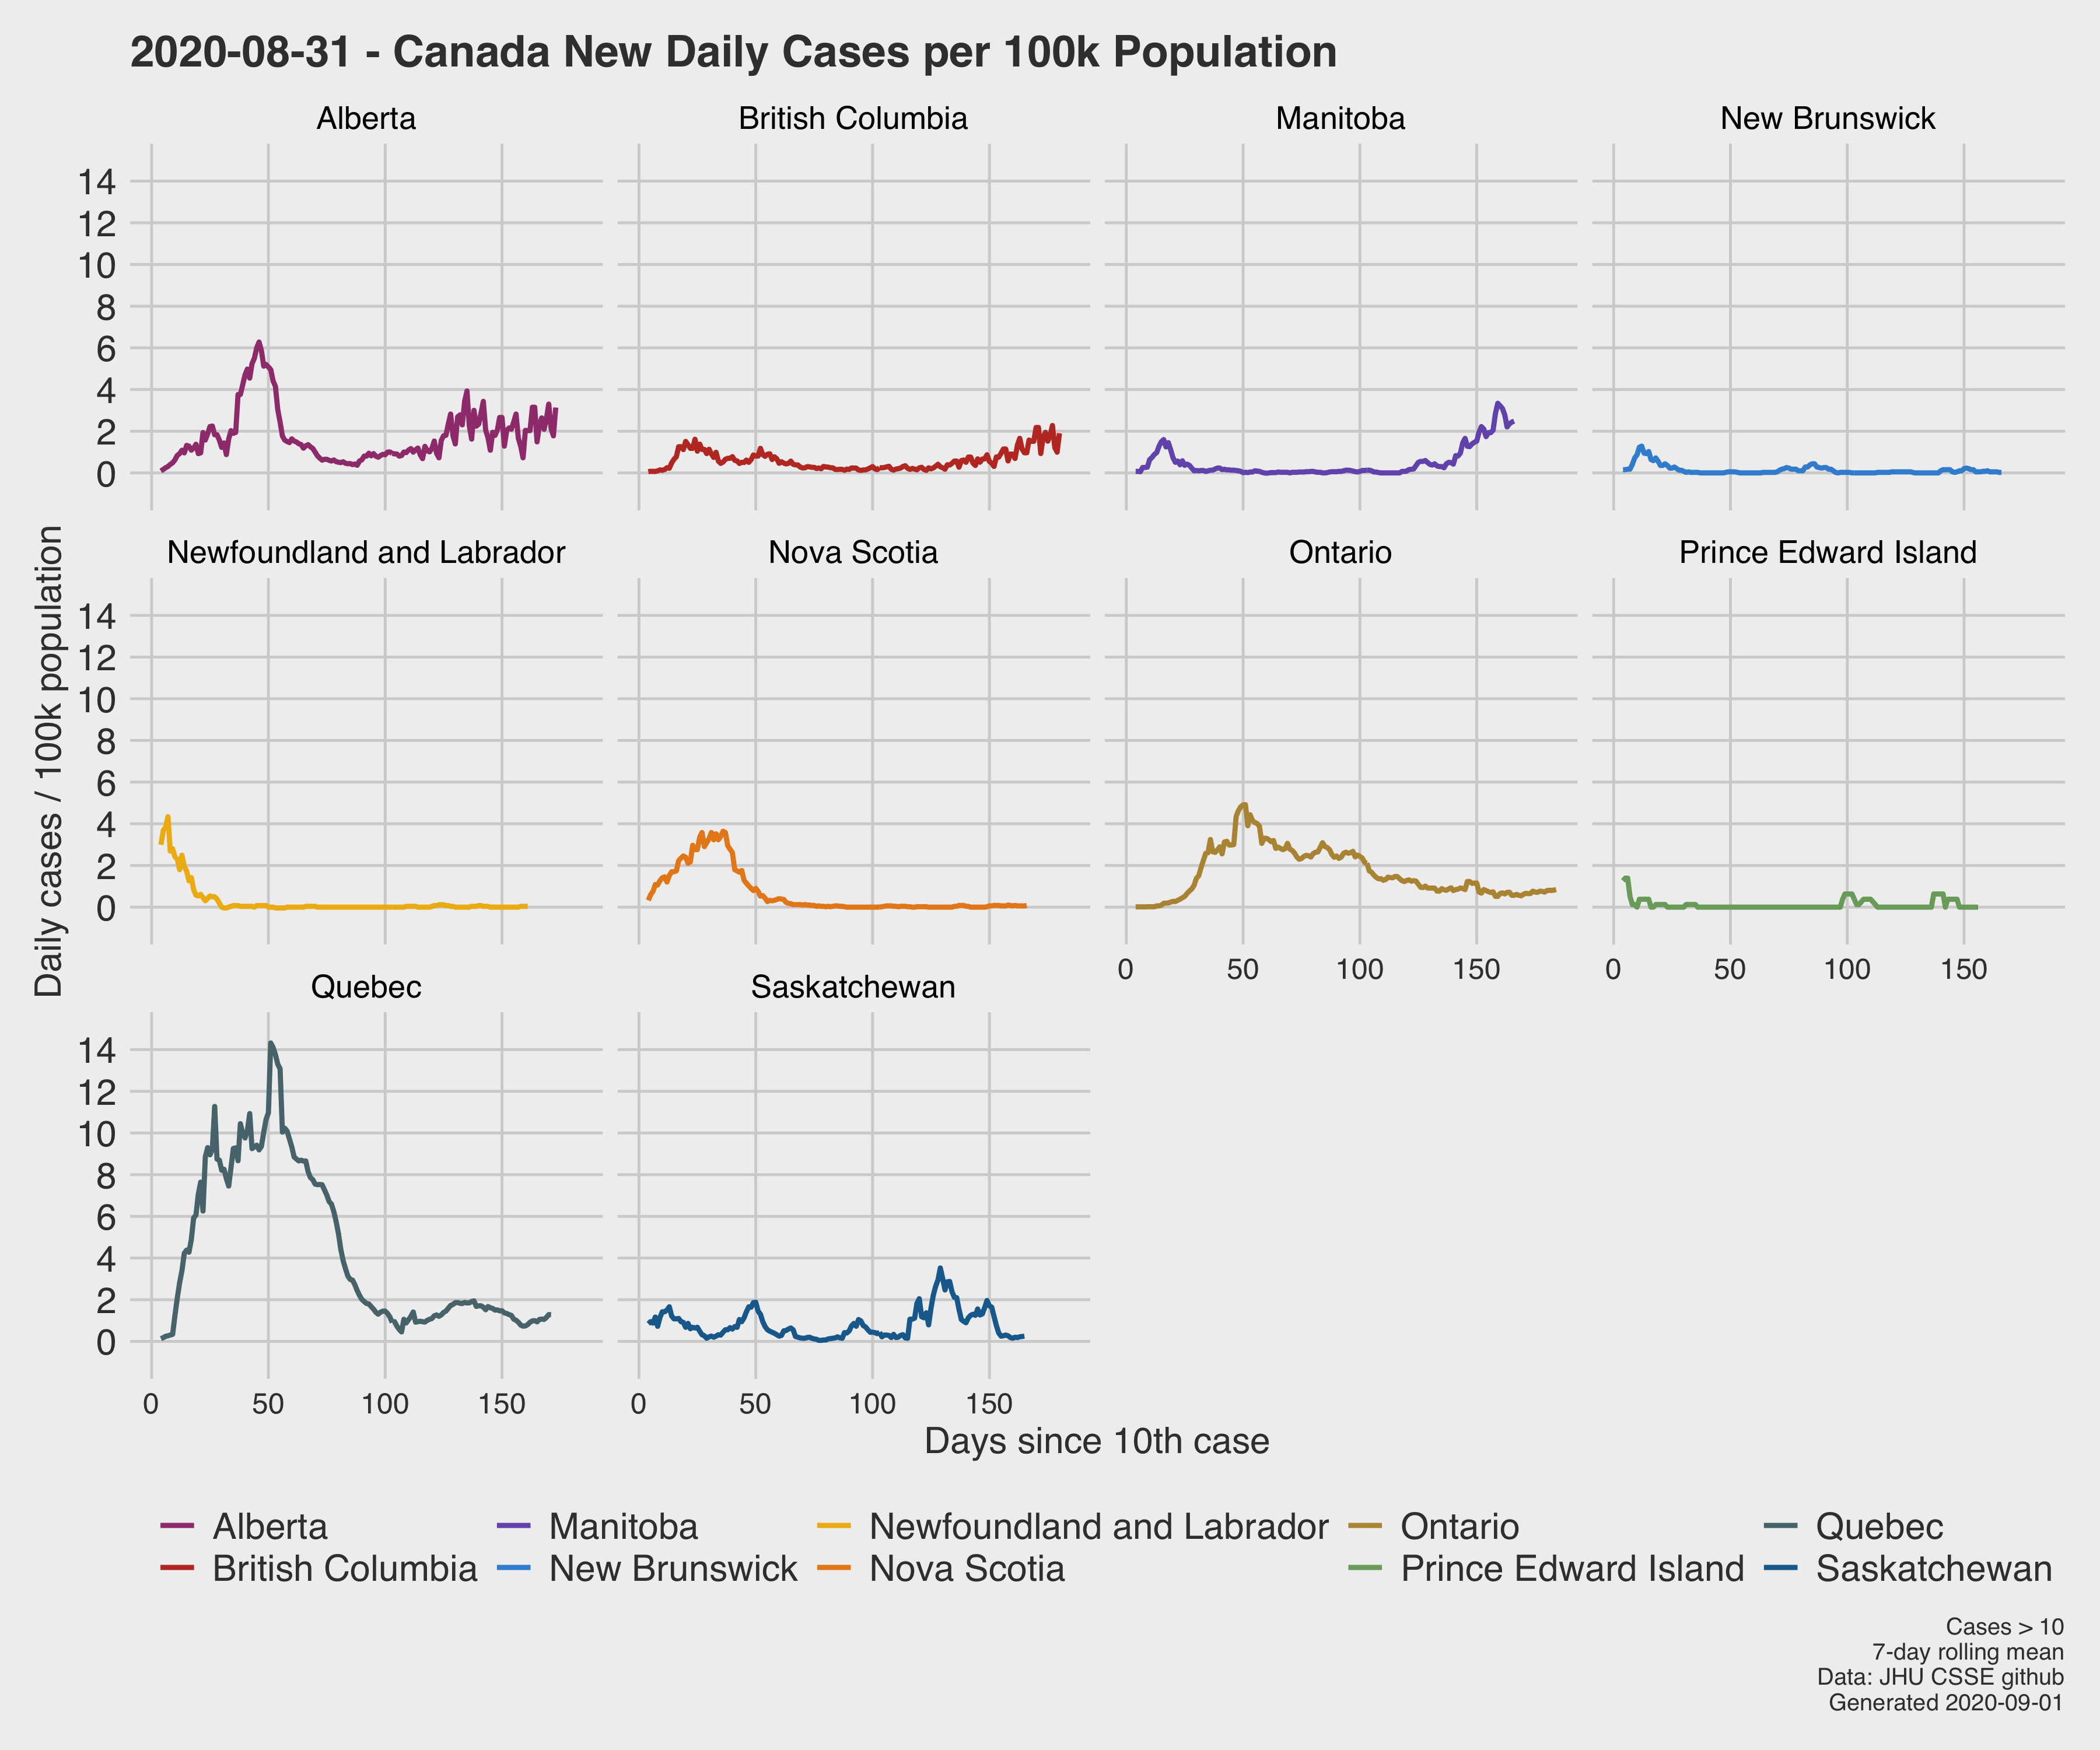 2020-08-31 - Canada New Daily Cases per 100k Population
Alberta British Columbia Manitoba New Brunswick
14
12
10
8
6
4
2
0
Newfoundland and Labrador Nova Scotia Ontario Prince Edward Island
14
12
10
8
6
4
2
0
0 50 100 150 0 50 100 150
Quebec Saskatchewan
14
12
10
8
6
4
2
0
0 50 100 150 0 50 100 150
Daily cases / 100k population
Days since 10th case
Alberta Manitoba Newfoundland and Labrador Ontario Quebec
British Columbia New Brunswick Nova Scotia Prince Edward Island Saskatchewan
Cases > 10
7-day rolling mean
Data: JHU CSSE github
Generated 2020-09-01